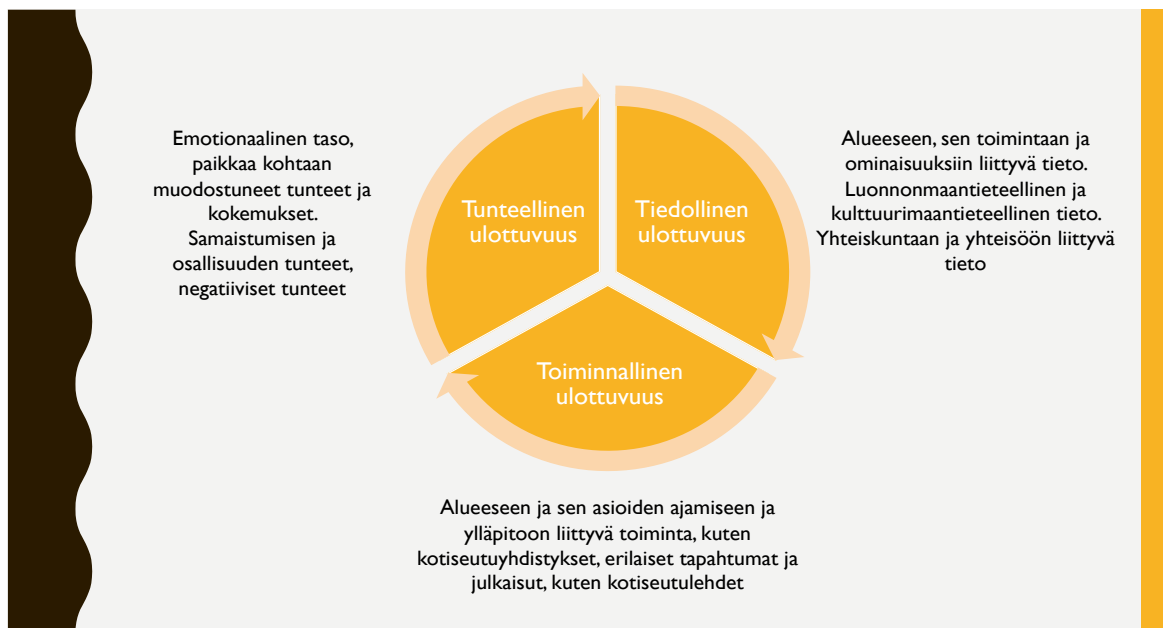 Emotionaalinen taso,
paikkaa kohtaan
muodostuneet tunteet ja
kokemukset.
Samaistumisen ja
osallisuuden tunteet,
negatiiviset tunteet
Tunteellinen
ulottuvuus
Tiedollinen
ulottuvuus
Alueeseen, sen toimintaan ja
ominaisuuksiin liittyvä tieto.
Luonnonmaantieteellinen ja
kulttuurimaantieteellinen tieto.
Yhteiskuntaan ja yhteisöön liittyvä
tieto
Toiminnallinen
ulottuvuus
Alueeseen ja sen asioiden ajamiseen ja
ylläpitoon liittyvä toiminta, kuten
kotiseutuyhdistykset, erilaiset tapahtumat ja
julkaisut, kuten kotiseutulehdet